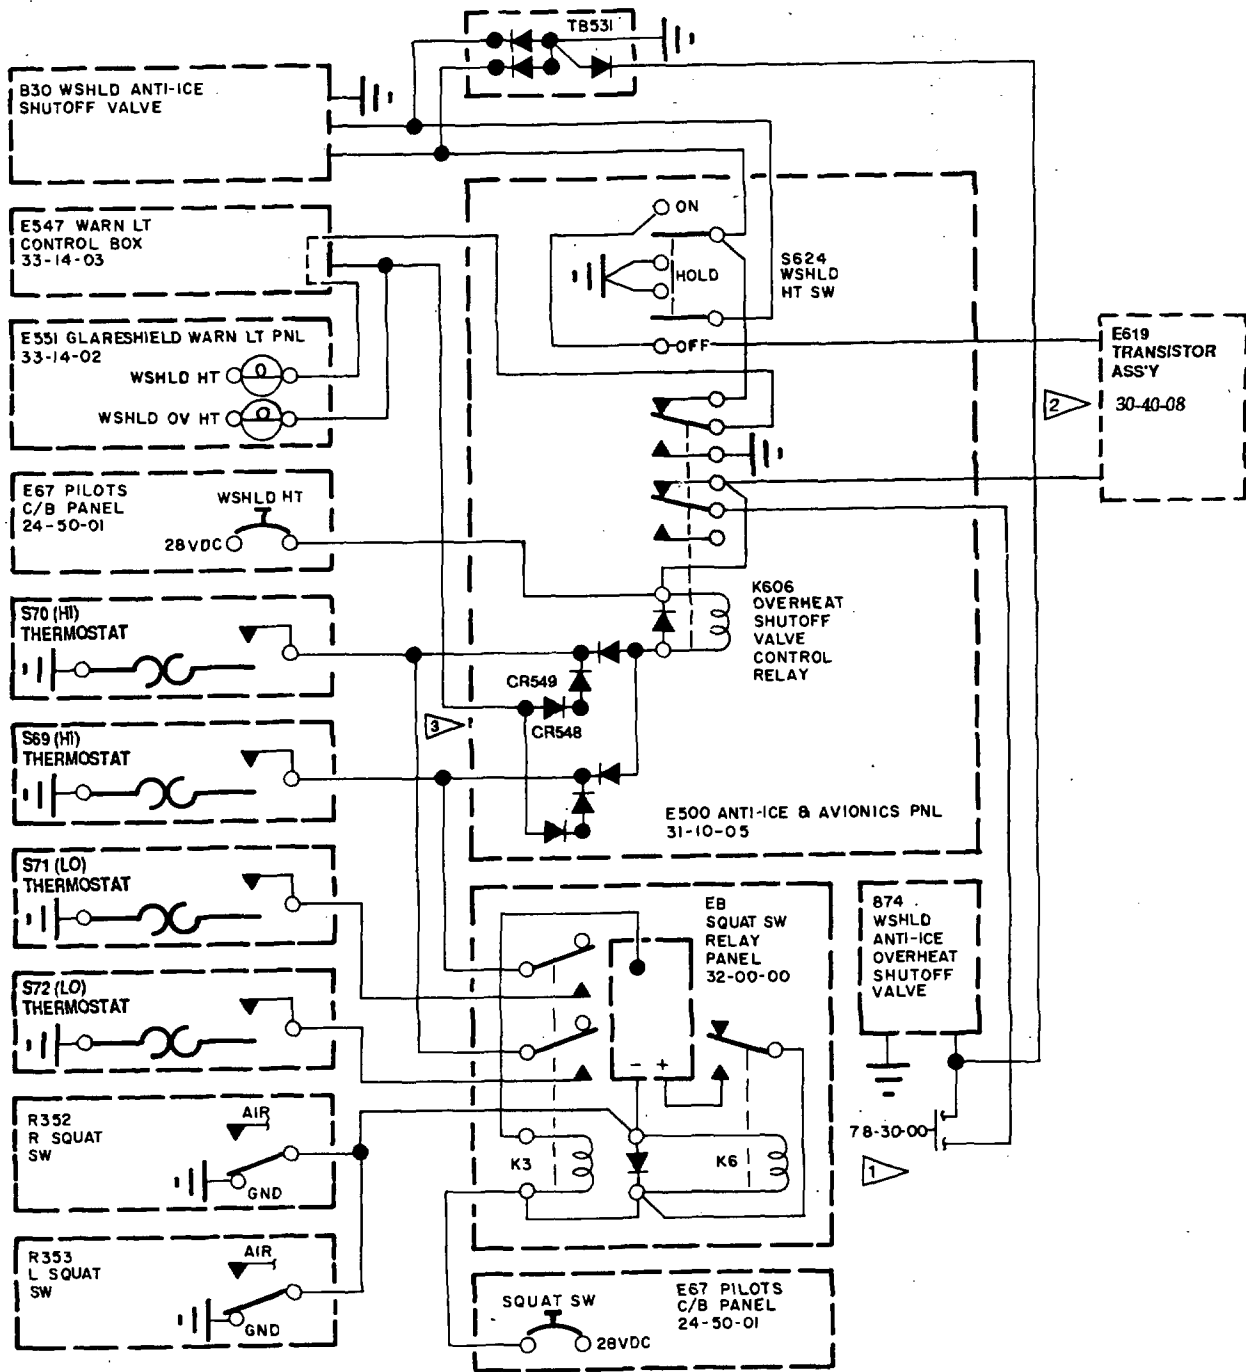 TB531
B30 WSHLD ANTI-ICE
SHUTOFF VALVE
E547 WARN LT
CONTROL BOX
33-14-03
ON
HOLD
OFF
S624
WSHLD
HT SW
E551 GLARESHIELD WARN LT PNL
33-14-02
WSHLD HT
WSHLD OV HT
E619
TRANSISTOR
ASS'Y
30-40-08
2
E67 PILOTS
C/B PANEL
24-50-01
WSHLD HT
28VDC
K606
OVERHEAT
SHUTOFF
VALVE
CONTROL
RELAY
S70 (HI)
THERMOSTAT
CR549
CR548
3
S69 (HI)
THERMOSTAT
E500 ANTI-ICE & AVIONICS PNL
31-10-05
S71 (LO)
THERMOSTAT
S72 (LO)
THERMOSTAT
EB
SQUAT SW
RELAY
PANEL
32-00-00
- +
K3
K6
874
WSHLD
ANTI-ICE
OVERHEAT
SHUTOFF
VALVE
78-30-00
1
R352
R SQUAT
SW
AIR
GND
R353
L SQUAT
SW
AIR
GND
SQUAT SW
28VDC
E67 PILOTS
C/B PANEL
24-50-01